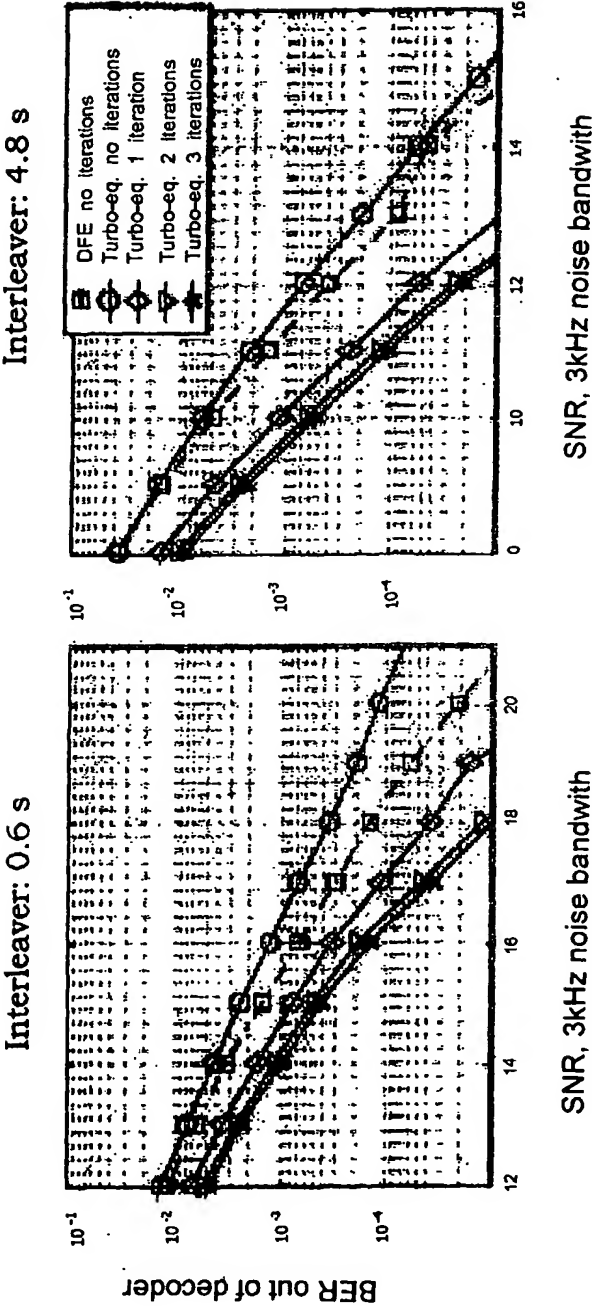 Interleaver: 0.6 s
BER out of decoder
10-1
10-2
10-3
10-4
12
14
16
18
20
SNR, 3kHz noise bandwith
Interleaver: 4.8 s
DFE no iterations
Turbo-eq. no iterations
Turbo-eq. 1 iteration
Turbo-eq. 2 iterations
Turbo-eq. 3 iterations
10-1
10-2
10-3
10-4
0
10
12
14
16
SNR, 3kHz noise bandwith